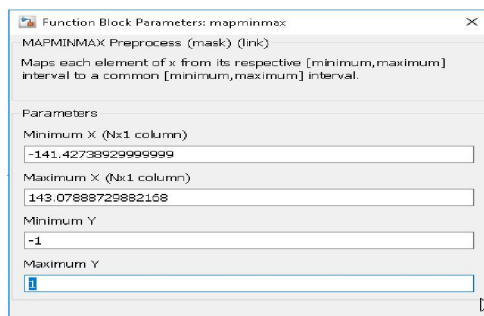 Function Block Parameters: mapminmax
MAPMINMAX Preprocess (mask) (link)
Maps each element of x from its respective [minimum,maximum]
interval to a common [minimum,maximum] interval.
Parameters
Minimum X (Nx1 column)
-141.42738929999999
Maximum X (Nx1 column)
143.07888729882168
Minimum Y
-1
Maximum Y
1